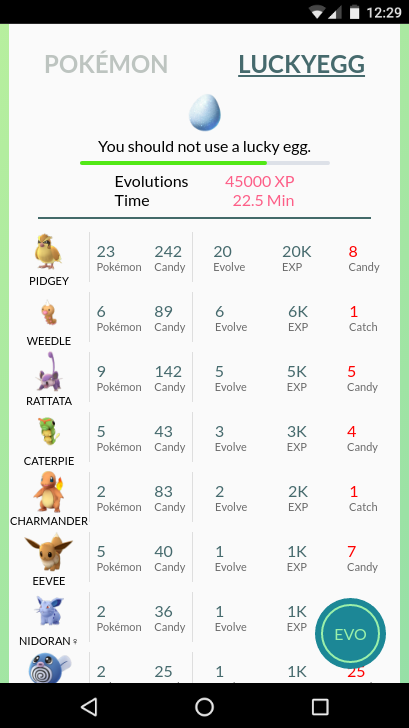 12:29
POKÉMON LUCKYEGG
You should not use a lucky egg.
Evolutions 45000 XP
Time 22.5 Min
23 242 20 20K 8
Pokémon Candy Evolve EXP Candy
PIDGEY
6 89 6 6K 1
Pokémon Candy Evolve EXP Catch
WEEDLE
9 142 5 5K 5
Pokémon Candy Evolve EXP Candy
RATTATA
5 43 3 3K 4
Pokémon Candy Evolve EXP Candy
CATERPIE
2 83 2 2K 1
Pokémon Candy Evolve EXP Catch
CHARMANDER
5 40 1 1K 7
Pokémon Candy Evolve EXP Candy
EEVEE
2 36 1 1K
Pokémon Candy Evolve EXP
NIDORAN♀
EVO
2 25 1 1K 25